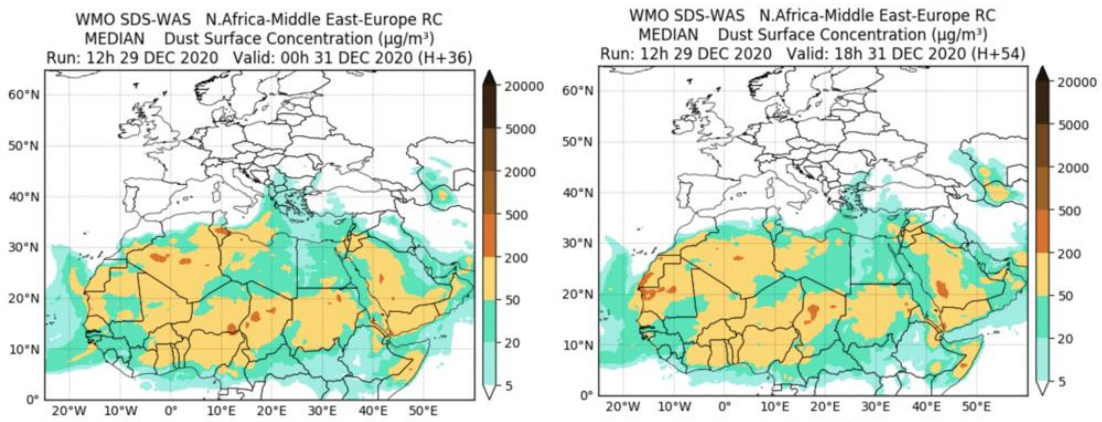 WMO SDS-WAS N.Africa-Middle East-Europe RC
MEDIAN Dust Surface Concentration (µg/m³)
Run: 12h 29 DEC 2020 Valid: 00h 31 DEC 2020 (H+36)
60°N
50°N
40°N
30°N
20°N
10°N
0°
20°W
10°W
0°
10°E
20°E
30°E
40°E
50°E
20000
5000
2000
500
200
50
20
5
WMO SDS-WAS N.Africa-Middle East-Europe RC
MEDIAN Dust Surface Concentration (µg/m³)
Run: 12h 29 DEC 2020 Valid: 18h 31 DEC 2020 (H+54)
60°N
50°N
40°N
30°N
20°N
10°N
0°
20°W
10°W
0°
10°E
20°E
30°E
40°E
50°E
20000
5000
2000
500
200
50
20
5